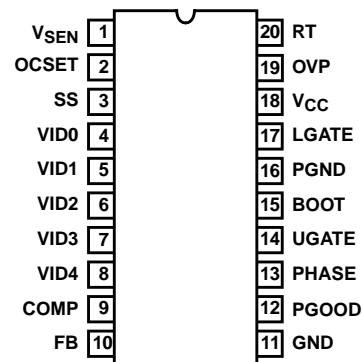 VSEN 1 20 RT
OCSET 2 19 OVP
SS 3 18 VCC
VID0 4 17 LGATE
VID1 5 16 PGND
VID2 6 15 BOOT
VID3 7 14 UGATE
VID4 8 13 PHASE
COMP 9 12 PGOOD
FB 10 11 GND